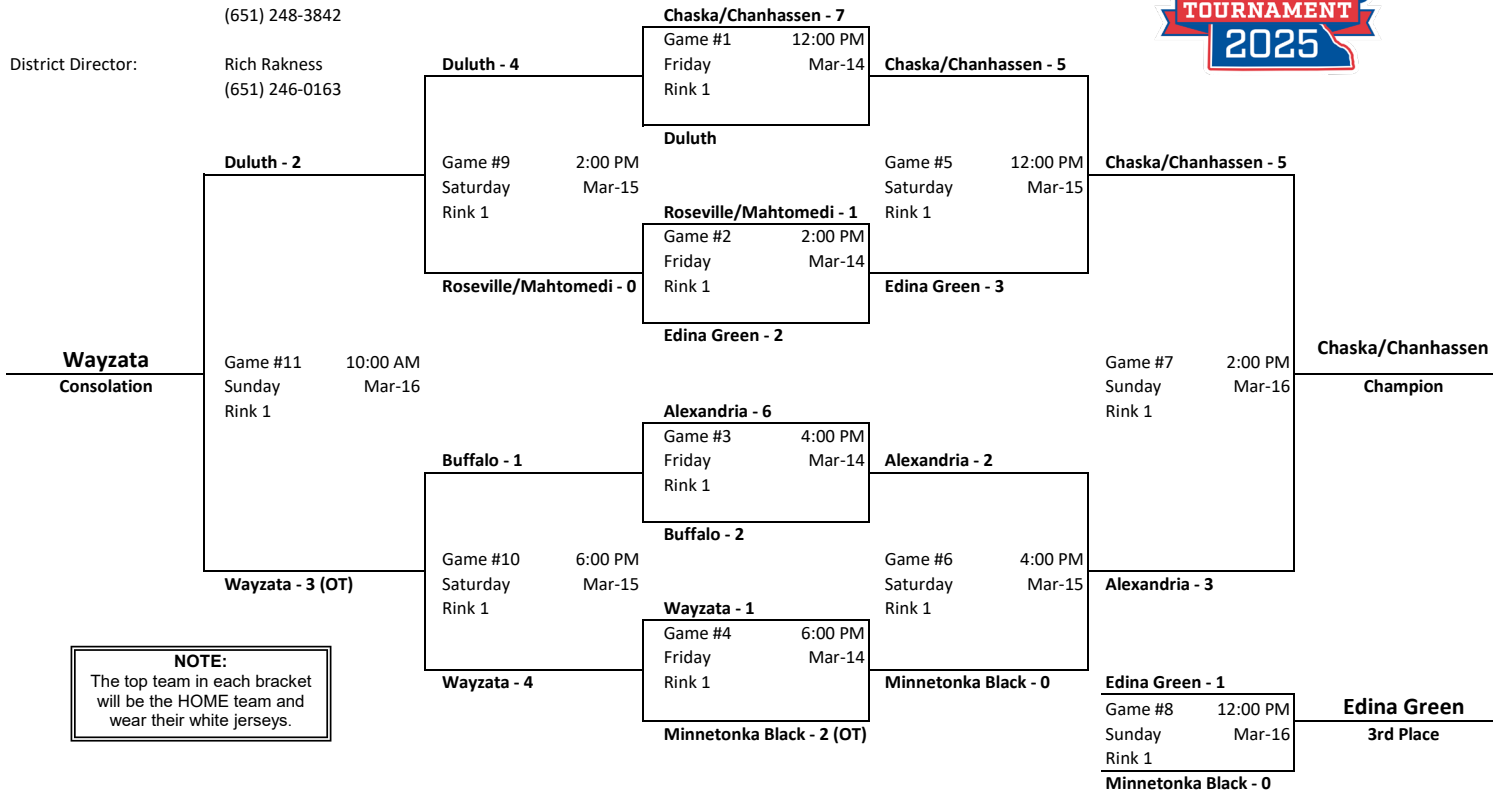 (651) 248-3842
District Director: Rich Rakness
(651) 246-0163
TOURNAMENT
2025
Chaska/Chanhassen - 7
Game #1 12:00 PM
Friday Mar-14
Rink 1
Duluth
Duluth - 4
Game #9 2:00 PM
Saturday Mar-15
Rink 1
Roseville/Mahtomedi - 0
Roseville/Mahtomedi - 1
Game #2 2:00 PM
Friday Mar-14
Rink 1
Edina Green - 2
Chaska/Chanhassen - 5
Game #5 12:00 PM
Saturday Mar-15
Rink 1
Edina Green - 3
Duluth - 2
Game #11 10:00 AM
Sunday Mar-16
Rink 1
Wayzata - 3 (OT)
Wayzata
Consolation
Chaska/Chanhassen - 5
Game #7 2:00 PM
Sunday Mar-16
Rink 1
Alexandria - 3
Chaska/Chanhassen
Champion
Alexandria - 6
Game #3 4:00 PM
Friday Mar-14
Rink 1
Buffalo - 2
Buffalo - 1
Game #10 6:00 PM
Saturday Mar-15
Rink 1
Wayzata - 4
Wayzata - 1
Game #4 6:00 PM
Friday Mar-14
Rink 1
Minnetonka Black - 2 (OT)
Alexandria - 2
Game #6 4:00 PM
Saturday Mar-15
Rink 1
Minnetonka Black - 0
NOTE:
The top team in each bracket
will be the HOME team and
wear their white jerseys.
Edina Green - 1
Game #8 12:00 PM
Sunday Mar-16
Rink 1
Minnetonka Black - 0
Edina Green
3rd Place